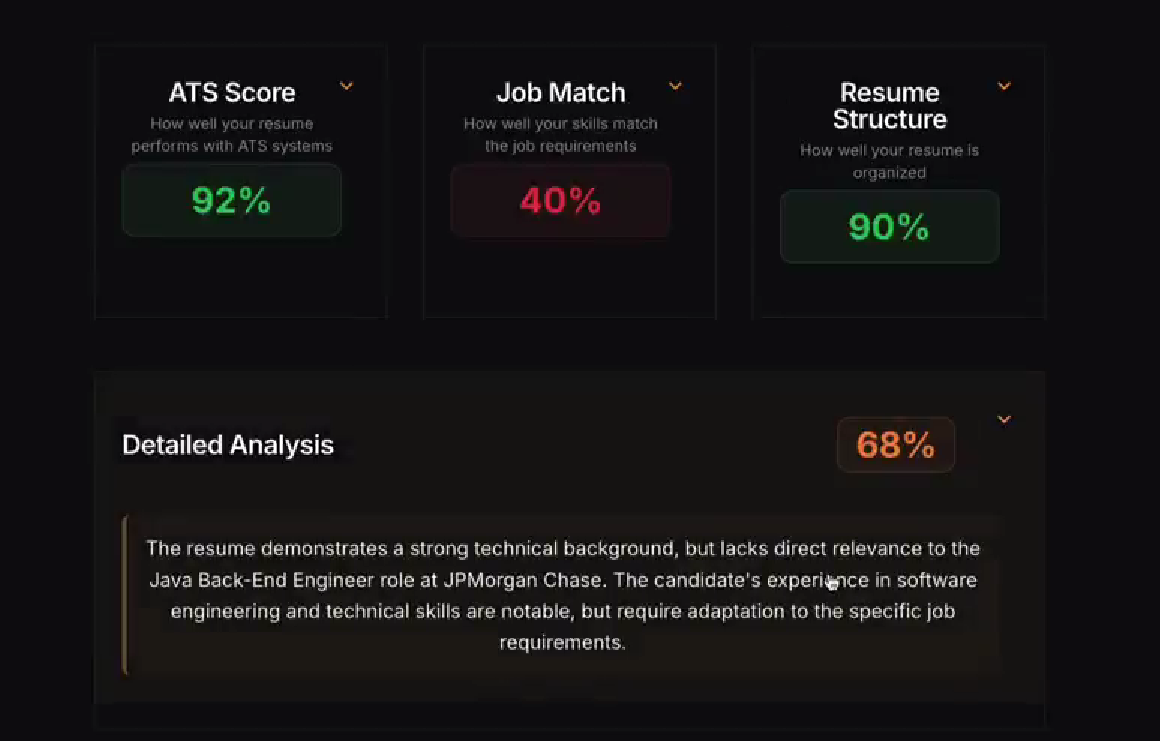 ATS Score
How well your resume
performs with ATS systems
92%
Job Match
How well your skills match
the job requirements
40%
Resume
Structure
How well your resume is
organized
90%
Detailed Analysis
68%
The resume demonstrates a strong technical background, but lacks direct relevance to the
Java Back-End Engineer role at JPMorgan Chase. The candidate's experience in software
engineering and technical skills are notable, but require adaptation to the specific job
requirements.